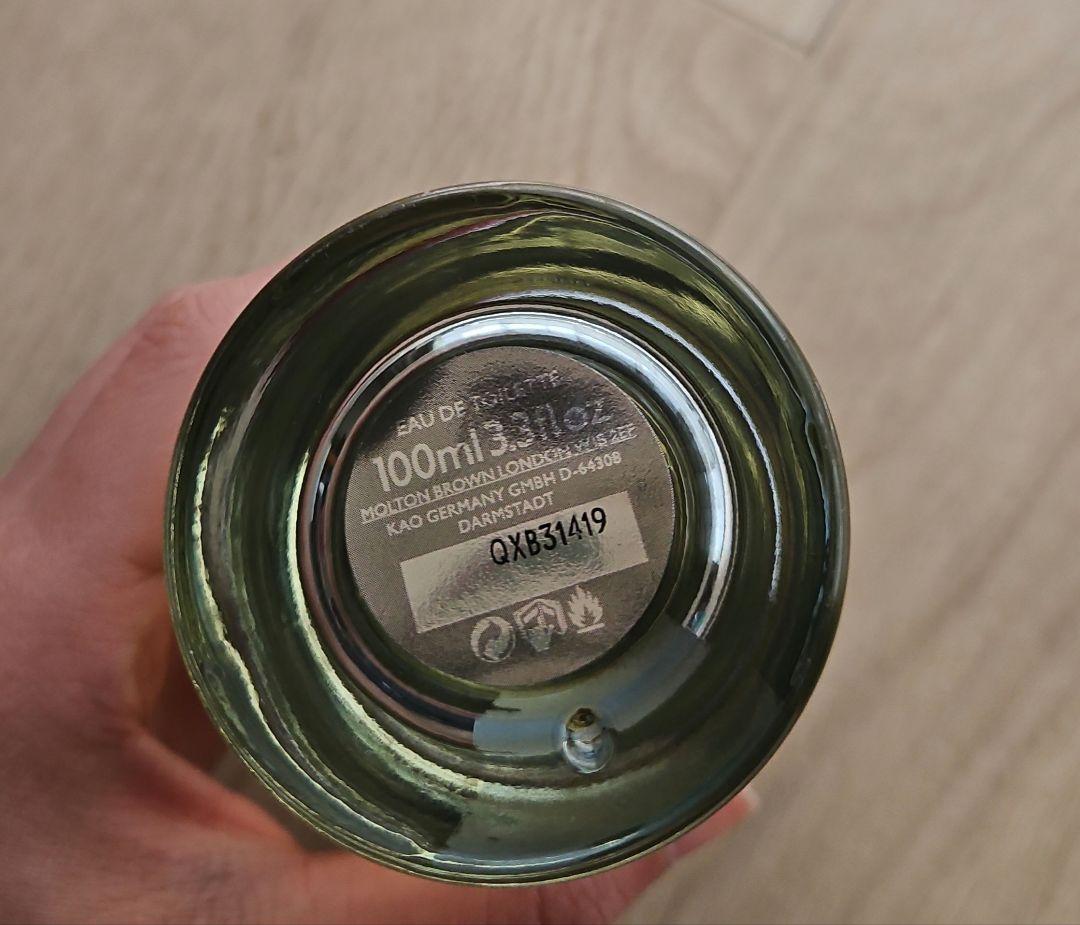 EAU DE TOILETTE
100ml 3.3fl oz
MOLTON BROWN LONDON W1S 2EF
KAO GERMANY GMBH D-64308
DARMSTADT
QXB31419